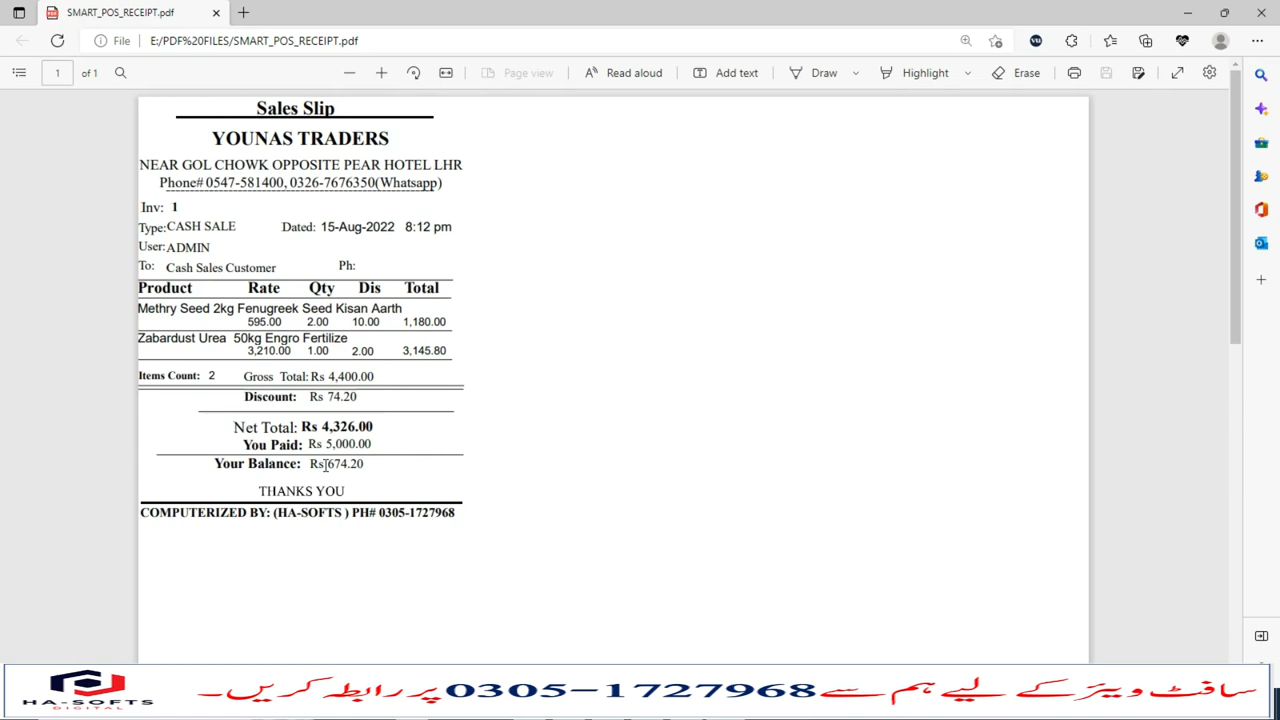 SMART_POS_RECEIPT.pdf
File E:/PDF%20FILES/SMART_POS_RECEIPT.pdf
1 of 1 Page view Read aloud Add text Draw Highlight Erase
Sales Slip
YOUNAS TRADERS
NEAR GOL CHOWK OPPOSITE PEAR HOTEL LHR
Phone# 0547-581400, 0326-7676350(Whatsapp)
Inv: 1
Type: CASH SALE Dated: 15-Aug-2022 8:12 pm
User: ADMIN
To: Cash Sales Customer Ph:
Product Rate Qty Dis Total
Methry Seed 2kg Fenugreek Seed Kisan Aarth
595.00 2.00 10.00 1,180.00
Zabardust Urea 50kg Engro Fertilize
3,210.00 1.00 2.00 3,145.80
Items Count: 2 Gross Total: Rs 4,400.00
Discount: Rs 74.20
Net Total: Rs 4,326.00
You Paid: Rs 5,000.00
Your Balance: Rs 674.20
THANKS YOU
COMPUTERIZED BY: (HA-SOFTS ) PH# 0305-1727968
HA-SOFTS
DIGITAL
سافٹ ویئر کے لیے ہم سے 0305-1727968 پر رابطہ کریں۔